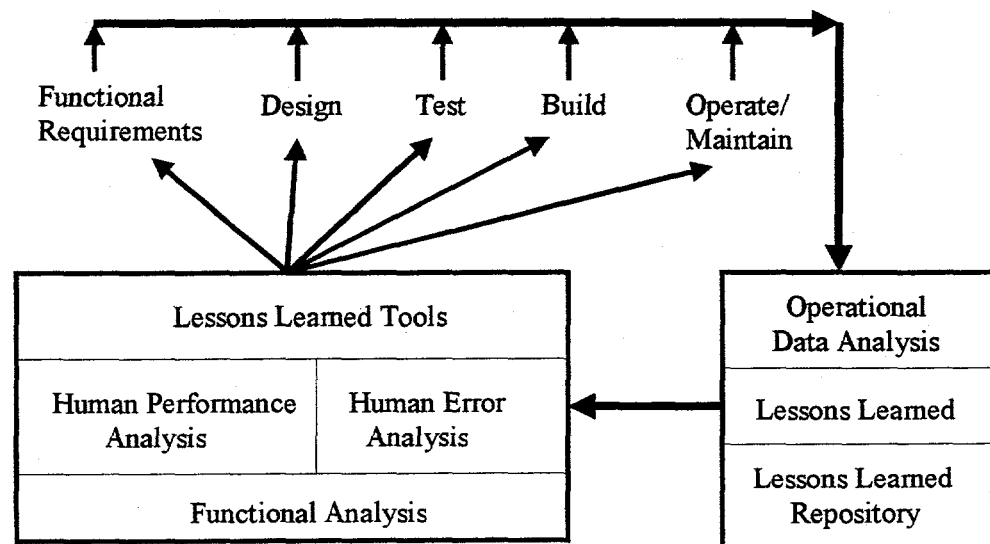 Functional
Requirements
Design
Test
Build
Operate/
Maintain
Lessons Learned Tools
Human Performance
Analysis
Human Error
Analysis
Functional Analysis
Operational
Data Analysis
Lessons Learned
Lessons Learned
Repository